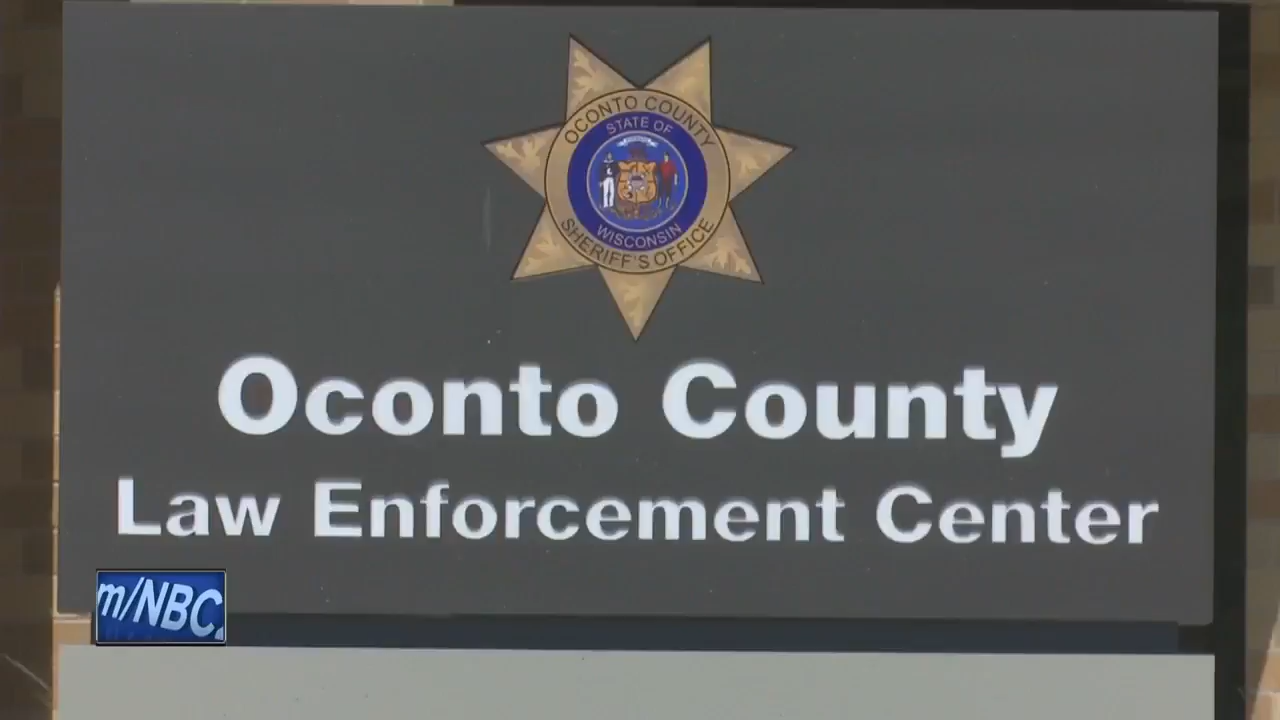 OCONTO COUNTY
STATE OF
WISCONSIN
SHERIFF'S OFFICE
Oconto County
Law Enforcement Center
m/NBC